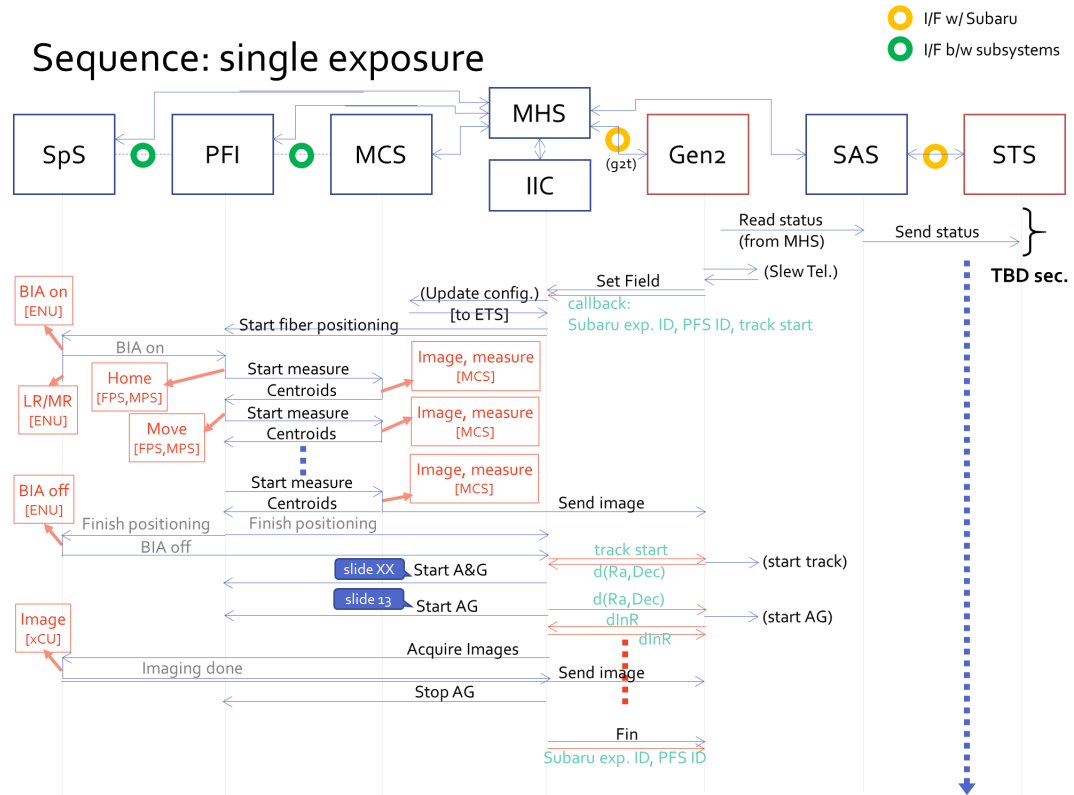 I/F w/ Subaru
I/F b/w subsystems
Sequence: single exposure
MHS
SpS
PFI
MCS
(g2t)
Gen2
SAS
STS
IIC
Read status
(from MHS)
Send status
TBD sec.
(Slew Tel.)
Set Field
BIA on
[ENU]
(Update config.)
[to ETS]
callback:
Subaru exp. ID, PFS ID, track start
Start fiber positioning
BIA on
Image, measure
[MCS]
Start measure
Home
[FPS,MPS]
Centroids
LR/MR
[ENU]
Start measure
Image, measure
[MCS]
Move
[FPS,MPS]
Centroids
Image, measure
[MCS]
BIA off
[ENU]
Start measure
Centroids
Send image
Finish positioning
Finish positioning
BIA off
track start
(start track)
slide XX
Start A&G
d(Ra,Dec)
slide 13
Start AG
d(Ra,Dec)
(start AG)
Image
[xCU]
dInR
dInR
Acquire Images
Imaging done
Send image
Stop AG
Fin
Subaru exp. ID, PFS ID